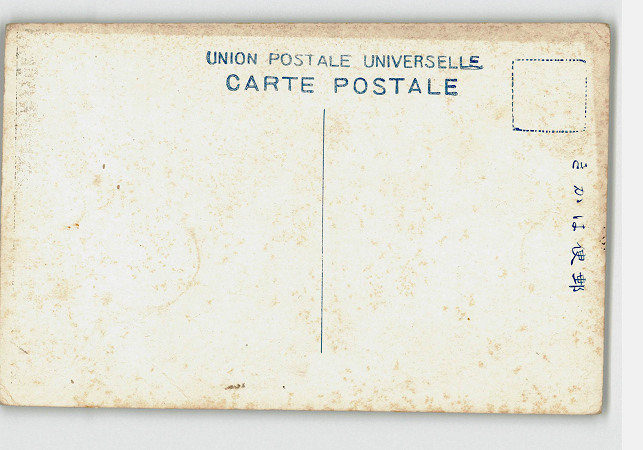 UNION POSTALE UNIVERSELLE
CARTE POSTALE
きかは便郵